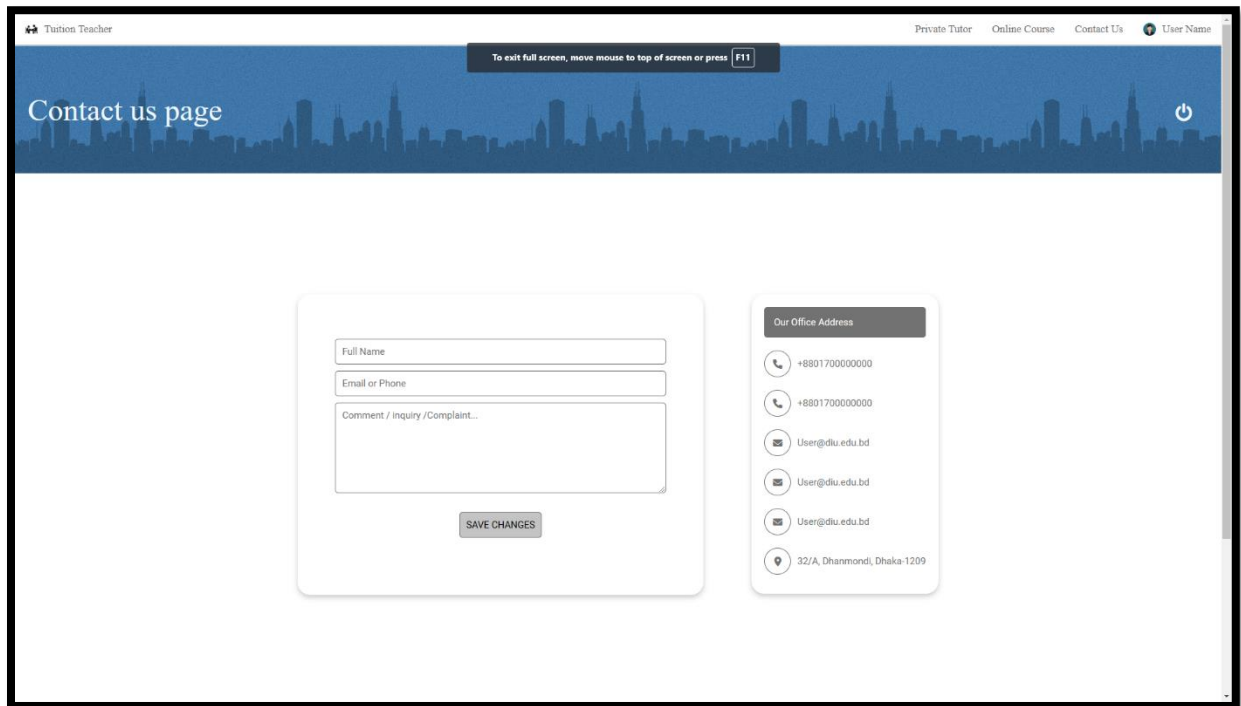 Tuition Teacher
Private Tutor Online Course Contact Us User Name
To exit full screen, move mouse to top of screen or press F11
Contact us page
Full Name
Email or Phone
Comment / inquiry /Complaint...
SAVE CHANGES
Our Office Address
+8801700000000
+8801700000000
User@diu.edu.bd
User@diu.edu.bd
User@diu.edu.bd
32/A, Dhanmondi, Dhaka-1209